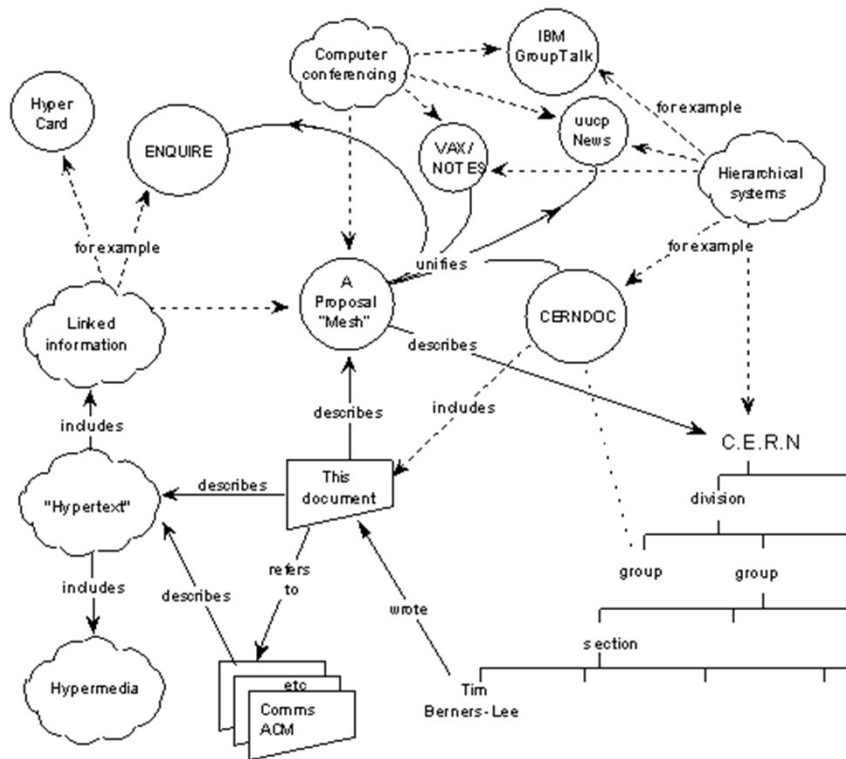 IBM
GroupTalk
Computer
conferencing
Hyper
Card
for example
uucp
News
ENQUIRE
VAX/
NOTES
Hierarchical
systems
for example
for example
unifies
A
Proposal
"Mesh"
CERNDOC
Linked
information
describes
includes
describes
includes
C.E.R.N
This
document
describes
"Hypertext"
division
refers
to
includes
describes
group
group
wrote
section
Hypermedia
etc
Tim
Berners-Lee
Comms
ACM